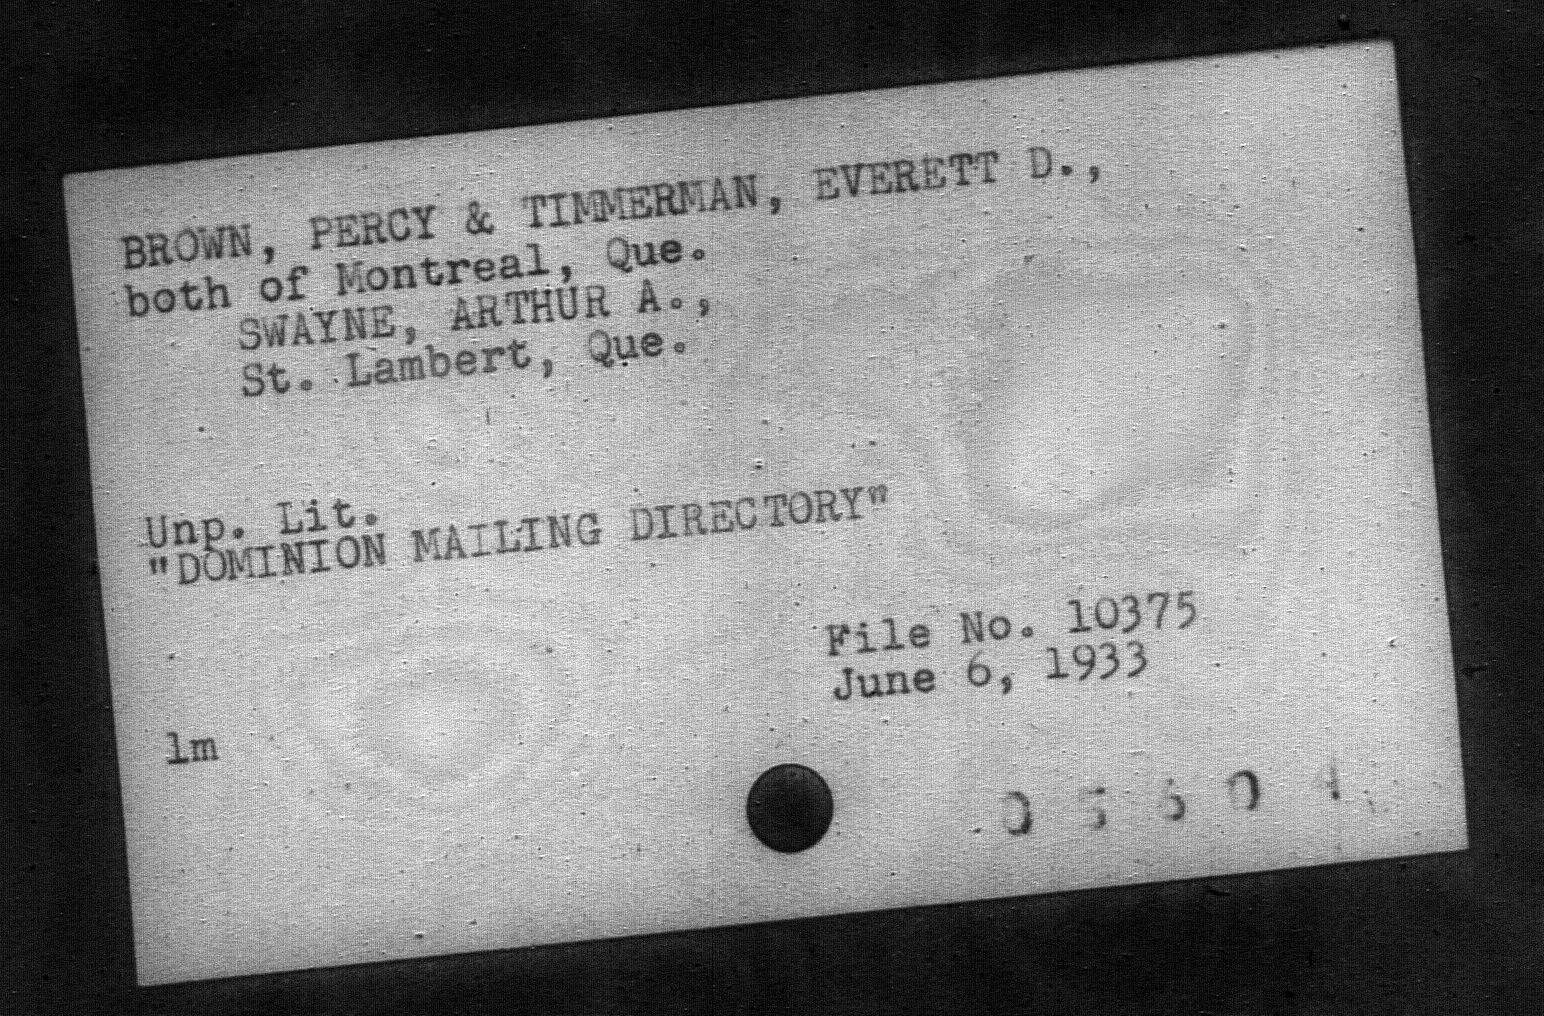 BROWN, PERCY & TIMMERMAN, EVERETT D.,
both of Montreal, Que.
SWAYNE, ARTHUR A.,
St. Lambert, Que.
Unp. Lit.
"DOMINION MAILING DIRECTORY"
File No. 10375
June 6, 1933
lm